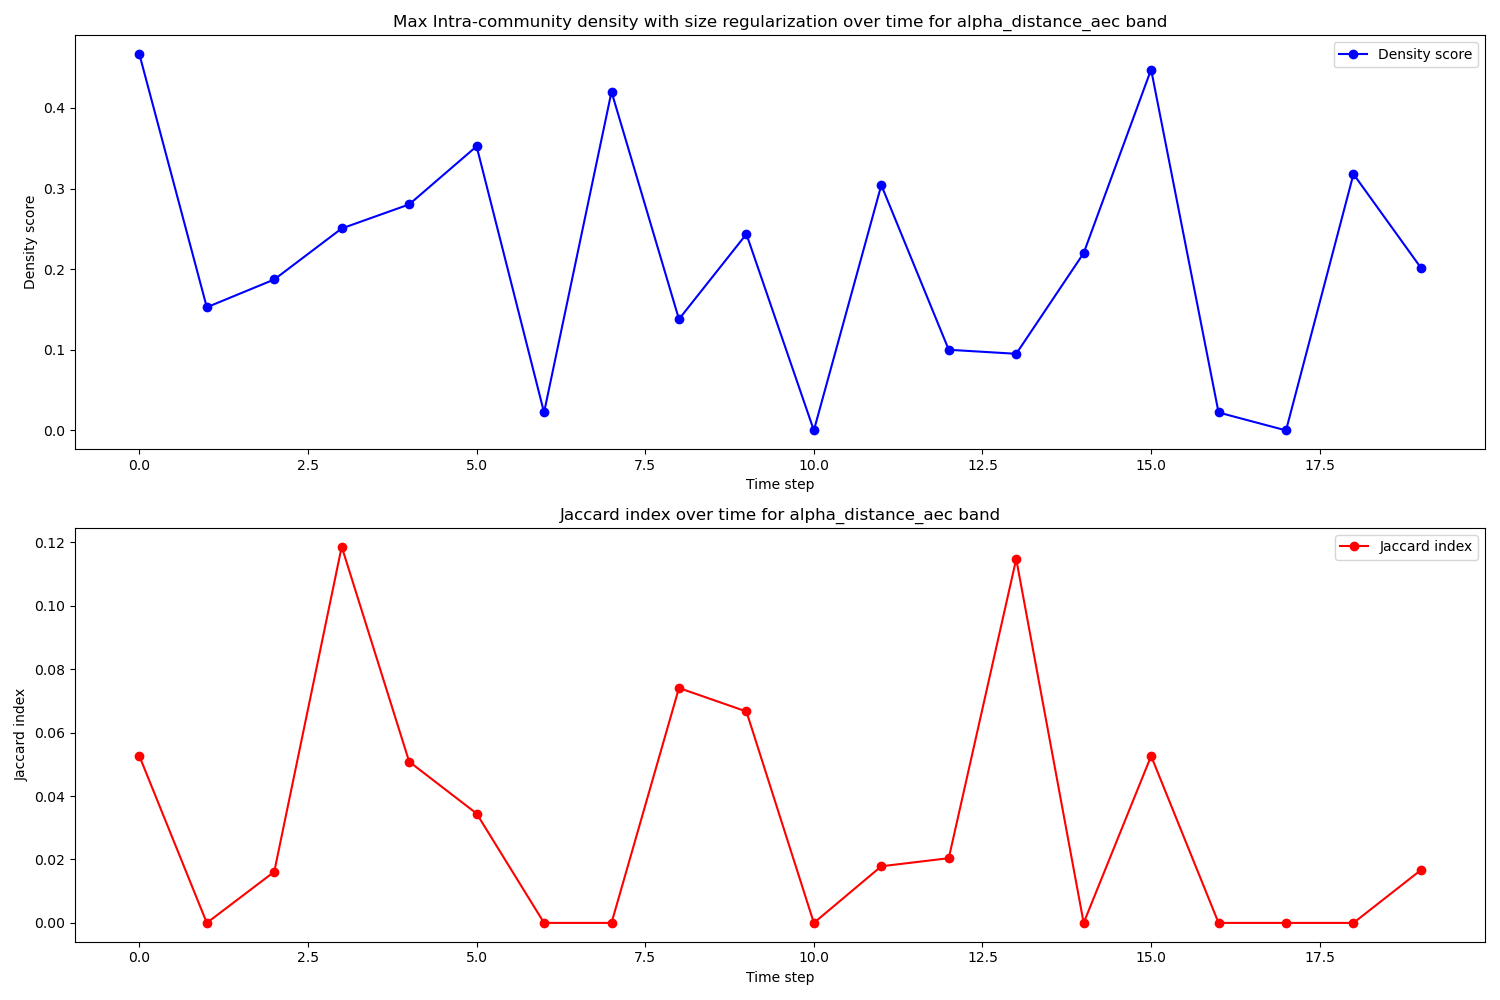 Max Intra-community density with size regularization over time for alpha_distance_aec band
Density score
Density score
0.4
0.3
0.2
0.1
0.0
0.0 2.5 5.0 7.5 10.0 12.5 15.0 17.5
Time step
Jaccard index over time for alpha_distance_aec band
Jaccard index
Jaccard index
0.12
0.10
0.08
0.06
0.04
0.02
0.00
0.0 2.5 5.0 7.5 10.0 12.5 15.0 17.5
Time step